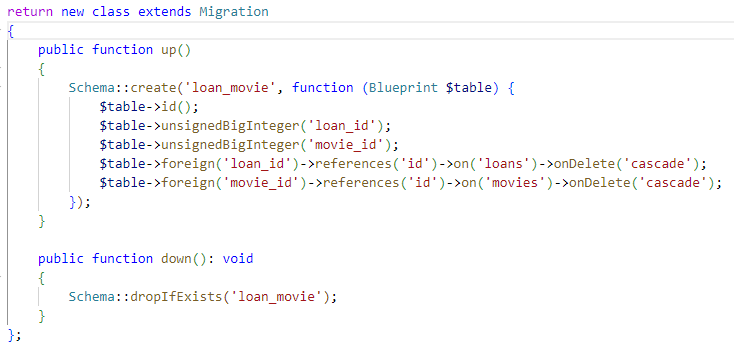 return new class extends Migration
{
    public function up()
    {
        Schema::create('loan_movie', function (Blueprint $table) {
            $table->id();
            $table->unsignedBigInteger('loan_id');
            $table->unsignedBigInteger('movie_id');
            $table->foreign('loan_id')->references('id')->on('loans')->onDelete('cascade');
            $table->foreign('movie_id')->references('id')->on('movies')->onDelete('cascade');
        });
    }

    public function down(): void
    {
        Schema::dropIfExists('loan_movie');
    }
};